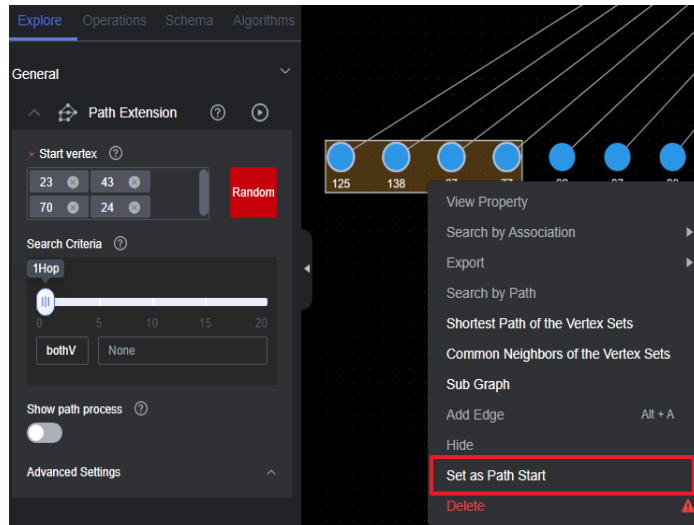 Explore Operations Schema Algorithms
General
Path Extension
* Start vertex
23 43
70 24
Random
Search Criteria
1Hop
0 5 10 15 20
bothV None
Show path process
Advanced Settings
125 138
View Property
Search by Association
Export
Search by Path
Shortest Path of the Vertex Sets
Common Neighbors of the Vertex Sets
Sub Graph
Add Edge Alt + A
Hide
Set as Path Start
Delete